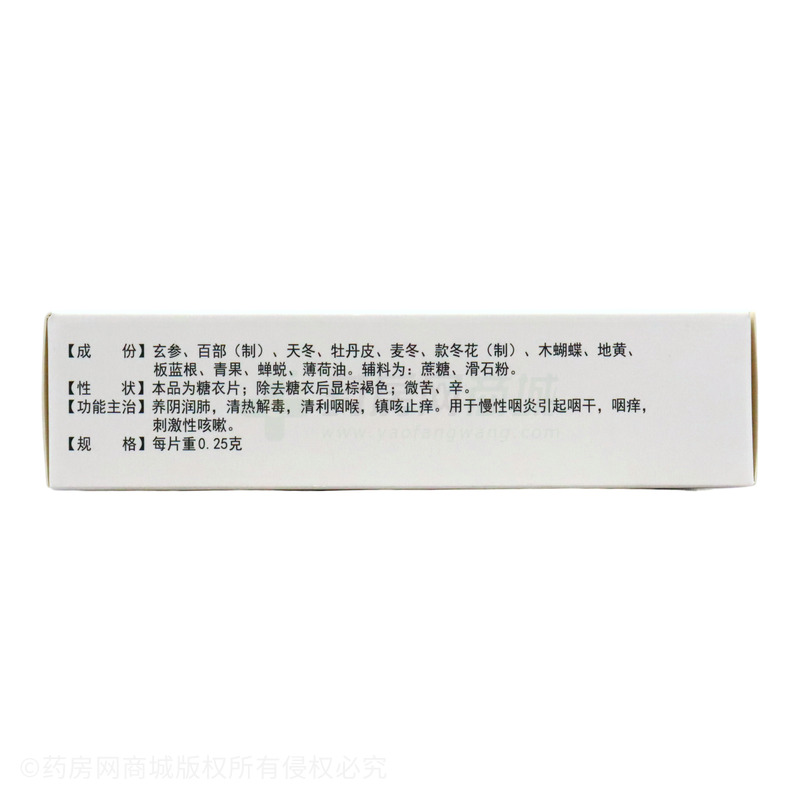 【成　份】玄参、百部（制）、天冬、牡丹皮、麦冬、款冬花（制）、木蝴蝶、地黄、
板蓝根、青果、蝉蜕、薄荷油。辅料为：蔗糖、滑石粉。
【性　状】本品为糖衣片；除去糖衣后显棕褐色；微苦、辛。
【功能主治】养阴润肺，清热解毒，清利咽喉，镇咳止痒。用于慢性咽炎引起咽干，咽痒，
刺激性咳嗽。
www.yaofangwang.com
【规　格】每片重0.25克
©药房网商城版权所有侵权必究